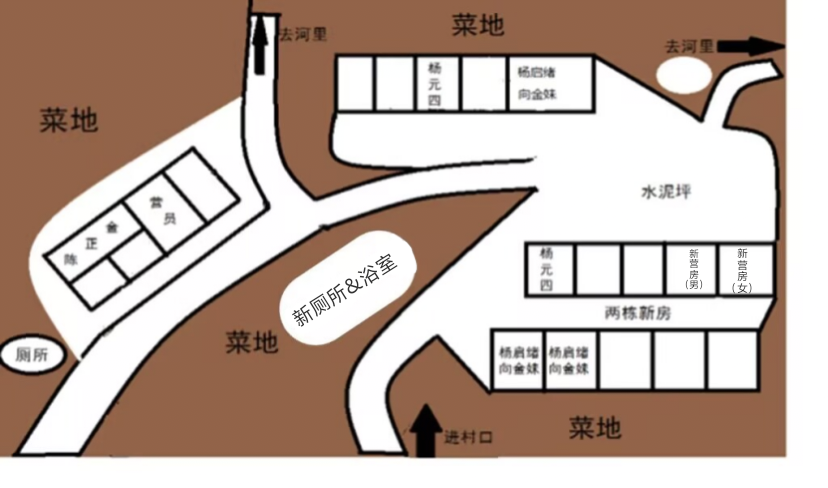 菜地
去河里
去河里
杨元四
杨启绪
向金妹
菜地
水泥坪
陈正金
营员
杨元四
新营房(男)
新营房(女)
新厕所&浴室
两栋新房
菜地
厕所
杨启绪
向金妹
杨启绪
向金妹
进村口
菜地